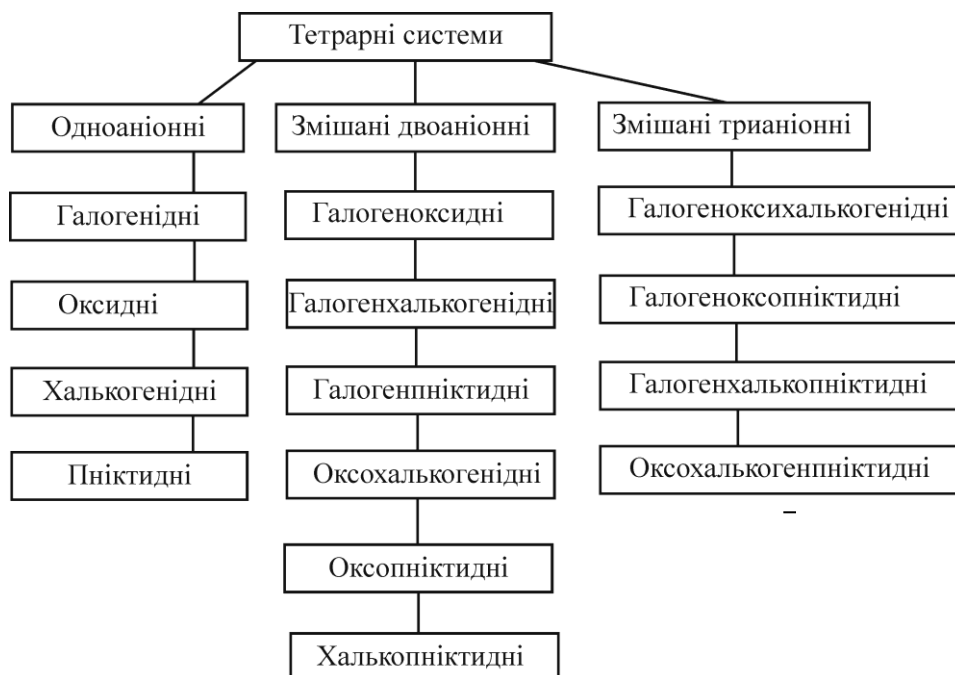 Тетрарні системи
Одноаніонні
Галогенідні
Оксидні
Халькогенідні
Пніктидні
Змішані двоаніонні
Галогеноксидні
Галогенхалькогенідні
Галогенпніктидні
Оксохалькогенідні
Оксопніктидні
Халькопніктидні
Змішані трианіонні
Галогеноксихалькогенідні
Галогеноксопніктидні
Галогенхалькопніктидні
Оксохалькогенпніктидні